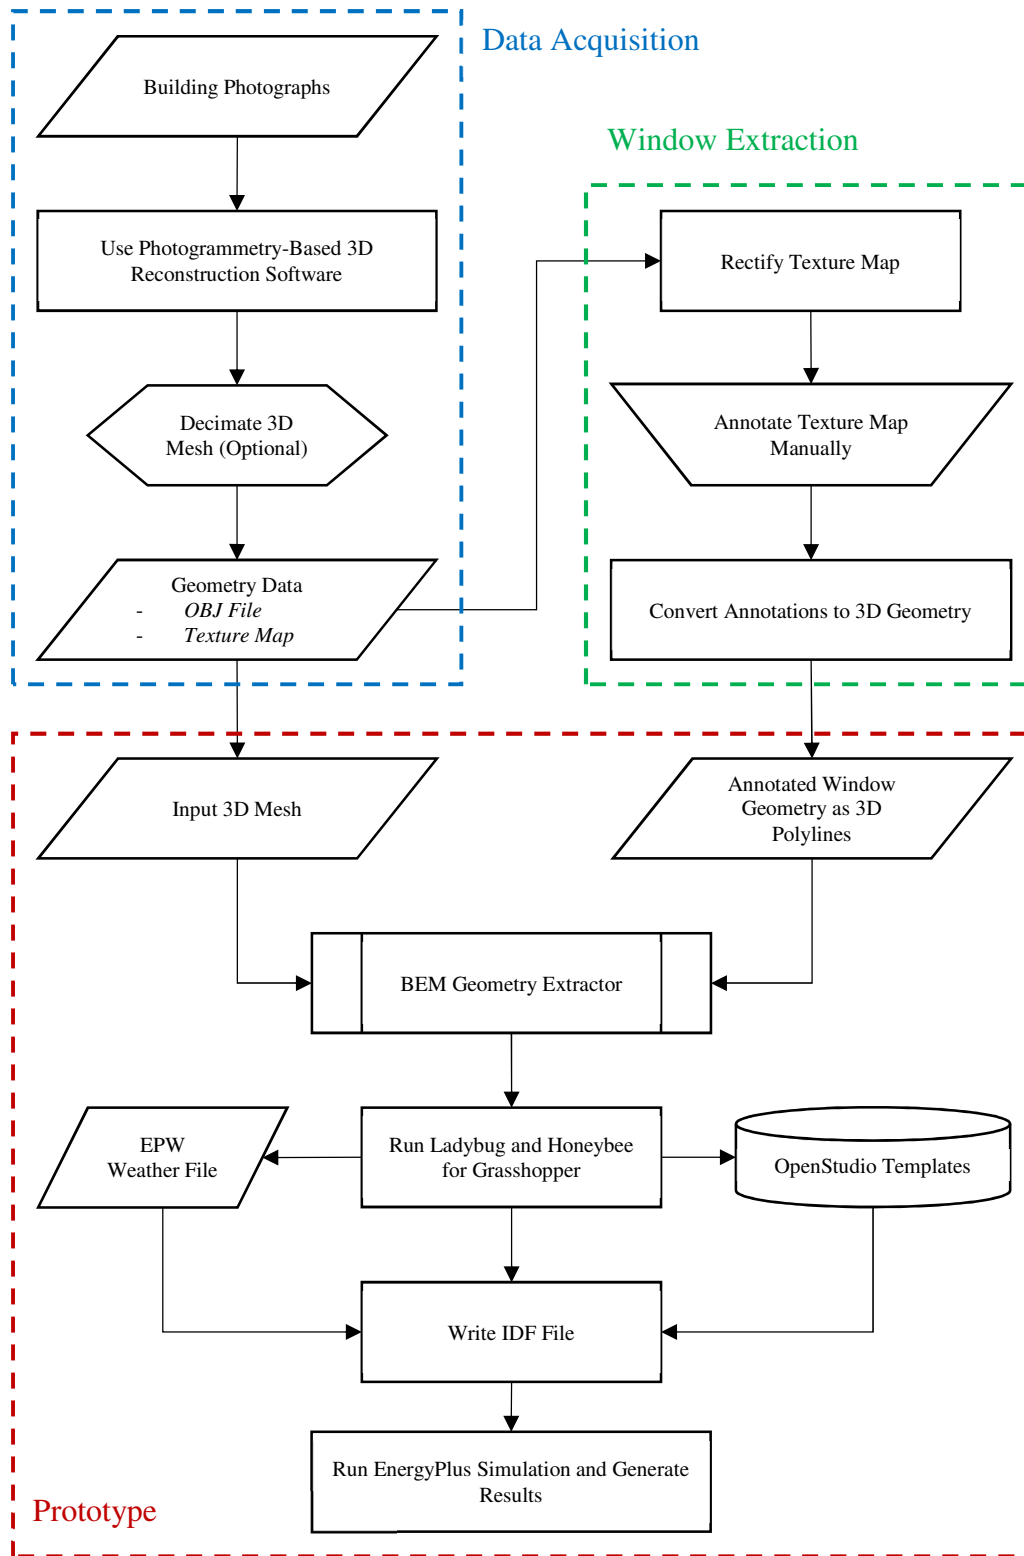 Data Acquisition
Building Photographs
Use Photogrammetry-Based 3D
Reconstruction Software
Decimate 3D
Mesh (Optional)
Geometry Data
- OBJ File
- Texture Map
Window Extraction
Rectify Texture Map
Annotate Texture Map
Manually
Convert Annotations to 3D Geometry
Input 3D Mesh
Annotated Window
Geometry as 3D
Polylines
BEM Geometry Extractor
EPW
Weather File
Run Ladybug and Honeybee
for Grasshopper
OpenStudio Templates
Write IDF File
Run EnergyPlus Simulation and Generate
Results
Prototype